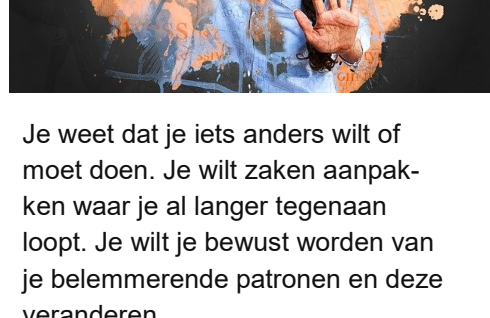 Je weet dat je iets anders wilt of
moet doen. Je wilt zaken aanpak-
ken waar je al langer tegenaan
loopt. Je wilt je bewust worden van
je belemmerende patronen en deze
veranderen